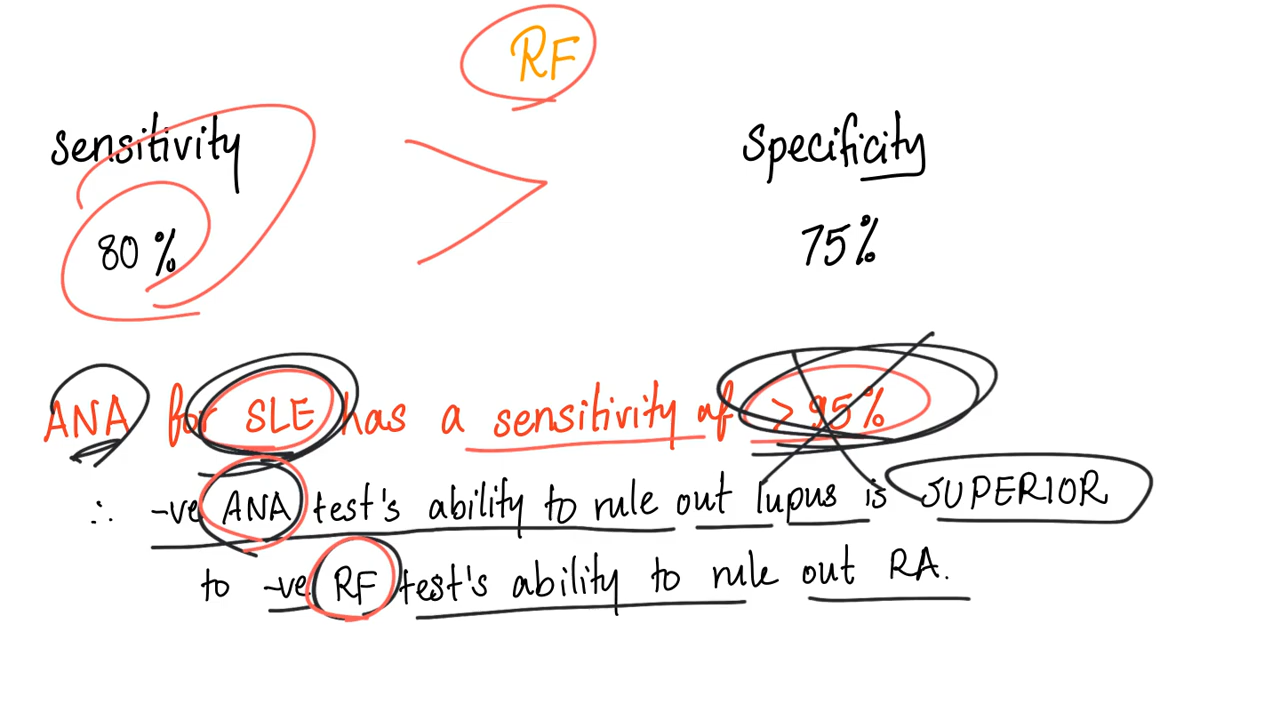 RF
Sensitivity > Specificity
80% 75%
ANA for SLE has a sensitivity of >95%
∴ -ve ANA test's ability to rule out lupus is SUPERIOR
to -ve RF test's ability to rule out RA.